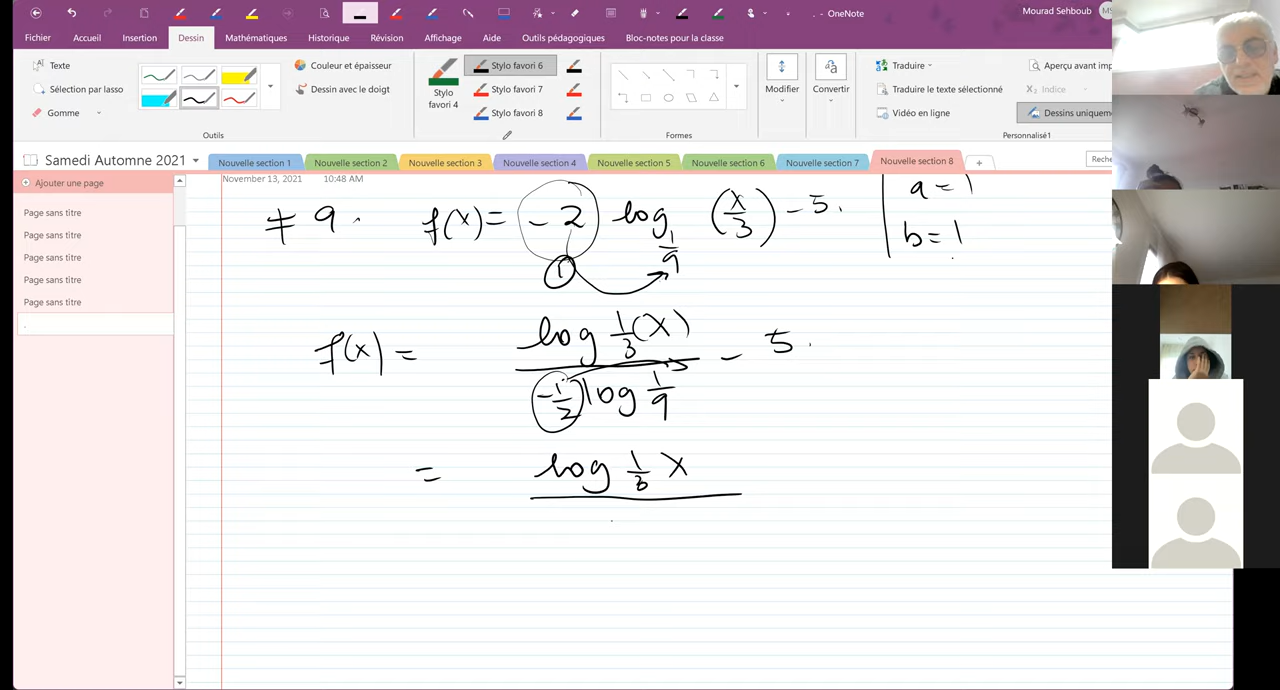 - OneNote
Mourad Sehboub
MS
Fichier Accueil Insertion Dessin Mathématiques Historique Révision Affichage Aide Outils pédagogiques Bloc-notes pour la classe
Texte
Sélection par lasso
Gomme
Outils
Couleur et épaisseur
Dessin avec le doigt
Stylo favori 4
Stylo favori 6
Stylo favori 7
Stylo favori 8
Formes
Modifier
Convertir
Traduire
Traduire le texte sélectionné
Vidéo en ligne
Aperçu avant imp
Indice
Dessins uniqueme
Personnalisé1
Samedi Automne 2021
Nouvelle section 1 Nouvelle section 2 Nouvelle section 3 Nouvelle section 4 Nouvelle section 5 Nouvelle section 6 Nouvelle section 7 Nouvelle section 8 +
Reche
Ajouter une page
Page sans titre
Page sans titre
Page sans titre
Page sans titre
Page sans titre
November 13, 2021 10:48 AM
≠ 9. f(x) = -2 log 1/9 (x/3) - 5.
a = 1
b = 1
1
f(x) = log 1/3 (x) / -1/2 log 1/9 - 5.
= log 1/3 x